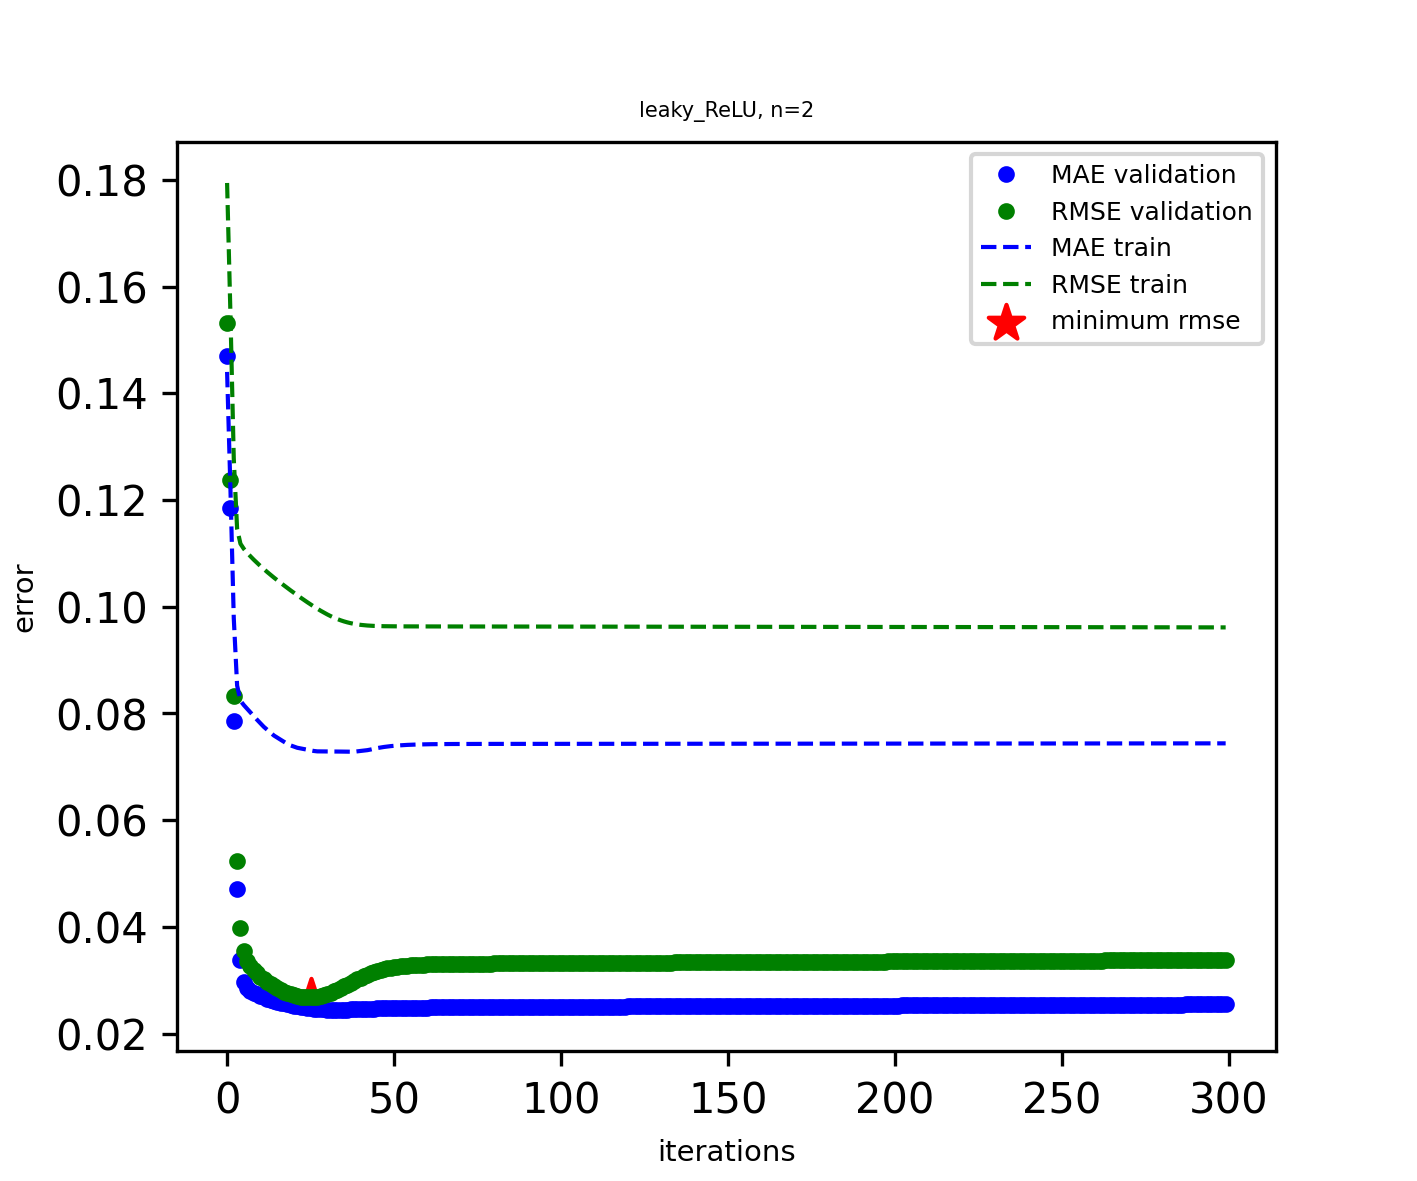 leaky_ReLU, n=2
MAE validation
RMSE validation
MAE train
RMSE train
minimum rmse
error
0.18
0.16
0.14
0.12
0.10
0.08
0.06
0.04
0.02
0 50 100 150 200 250 300
iterations